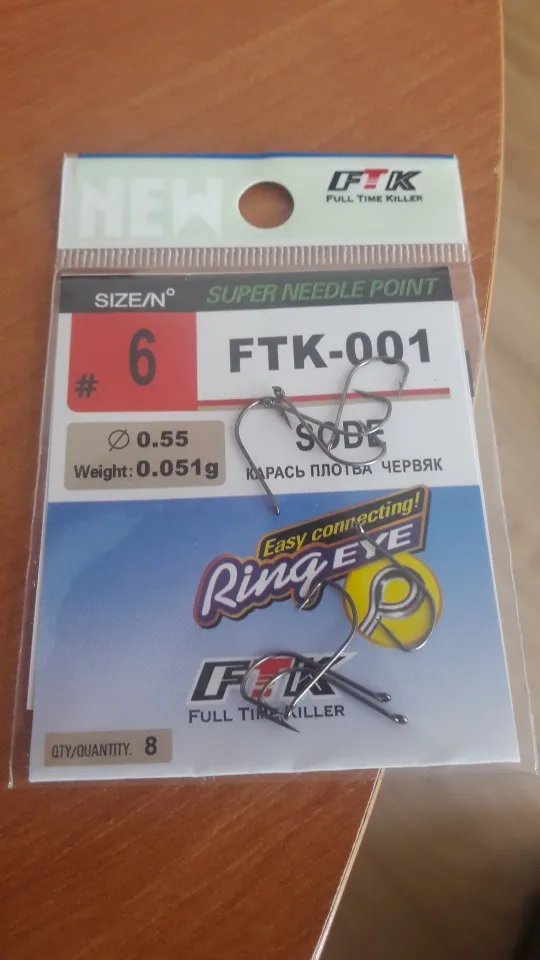 NEW
FTK
FULL TIME KILLER
SIZE/N° SUPER NEEDLE POINT
# 6 FTK-001
Ø 0.55
Weight: 0.051g
SODE
КАРАСЬ ПЛОТВА ЧЕРВЯК
Easy connecting!
Ring EYE
FTK
FULL TIME KILLER
QTY/QUANTITY. 8